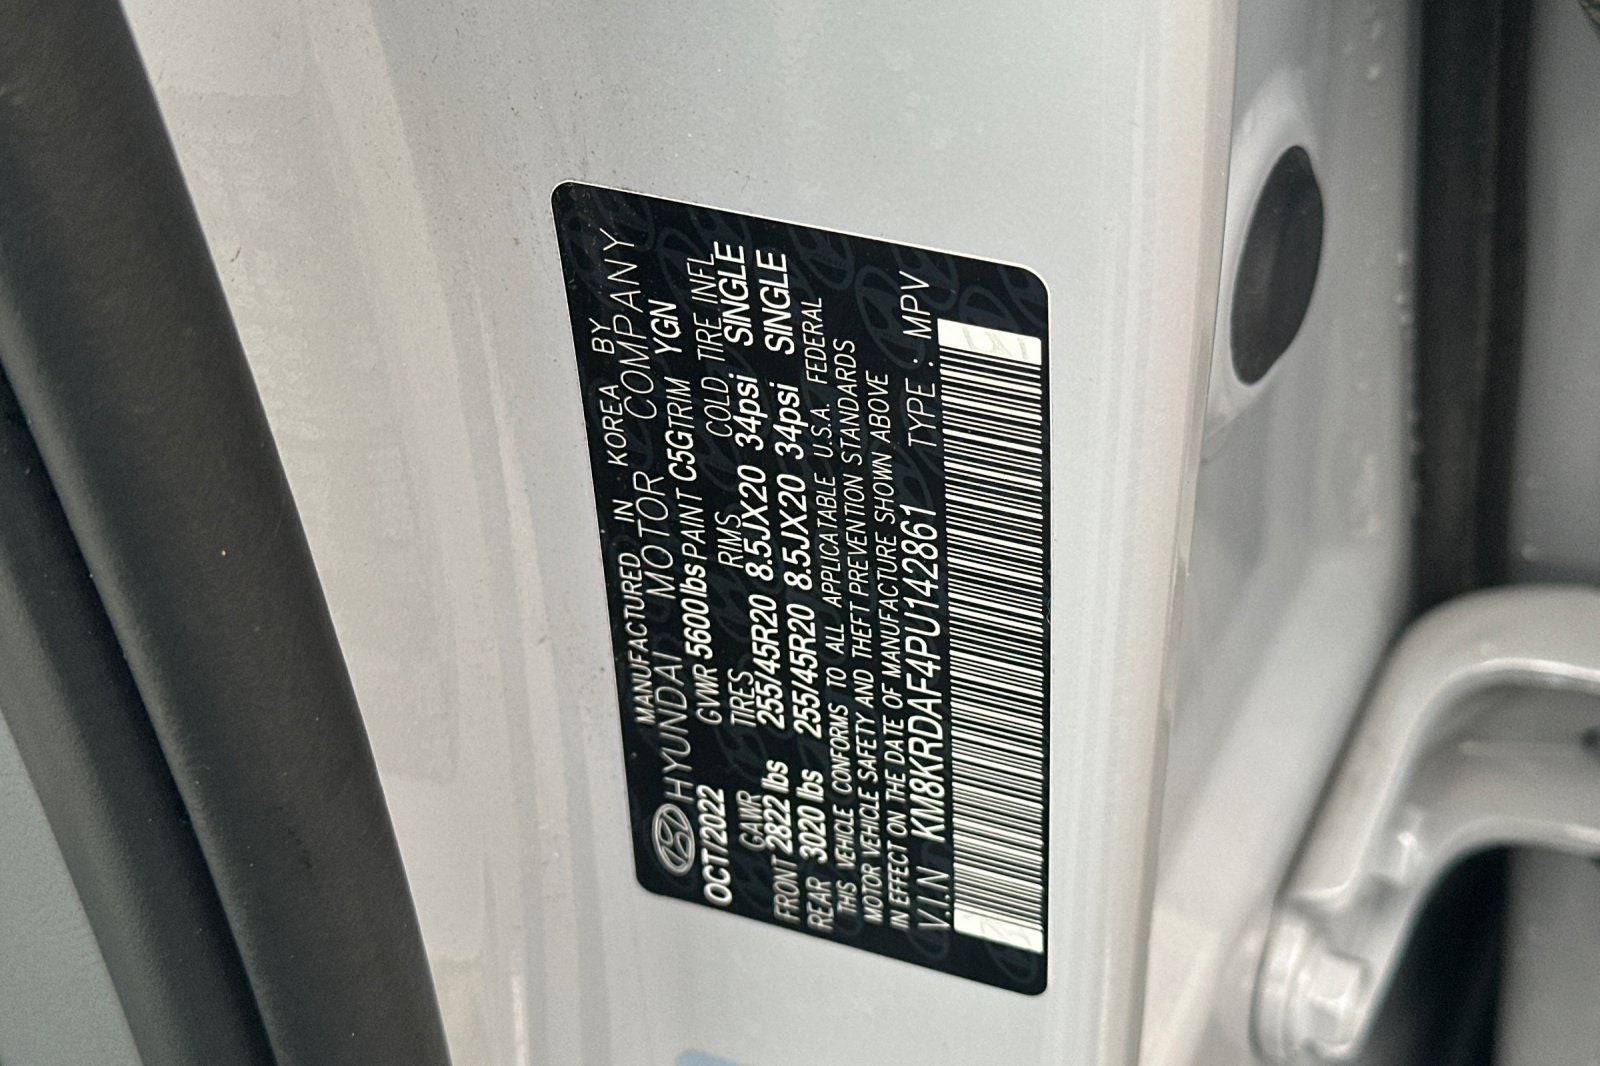 MANUFACTURED IN KOREA BY
HYUNDAI MOTOR COMPANY
OCT/2022 GVWR 5600lbs PAINT C5G TRIM YGN
GAWR TIRES RIMS COLD TIRE INFL.
FRONT 2822 lbs 255/45R20 8.5JX20 34psi SINGLE
REAR 3020 lbs 255/45R20 8.5JX20 34psi SINGLE
THIS VEHICLE CONFORMS TO ALL APPLICATABLE U.S.A. FEDERAL
MOTOR VEHICLE SAFETY AND THEFT PREVENTION STANDARDS
IN EFFECT ON THE DATE OF MANUFACTURE SHOWN ABOVE
V.I.N KM8KRDAF4PU142861 TYPE : MPV